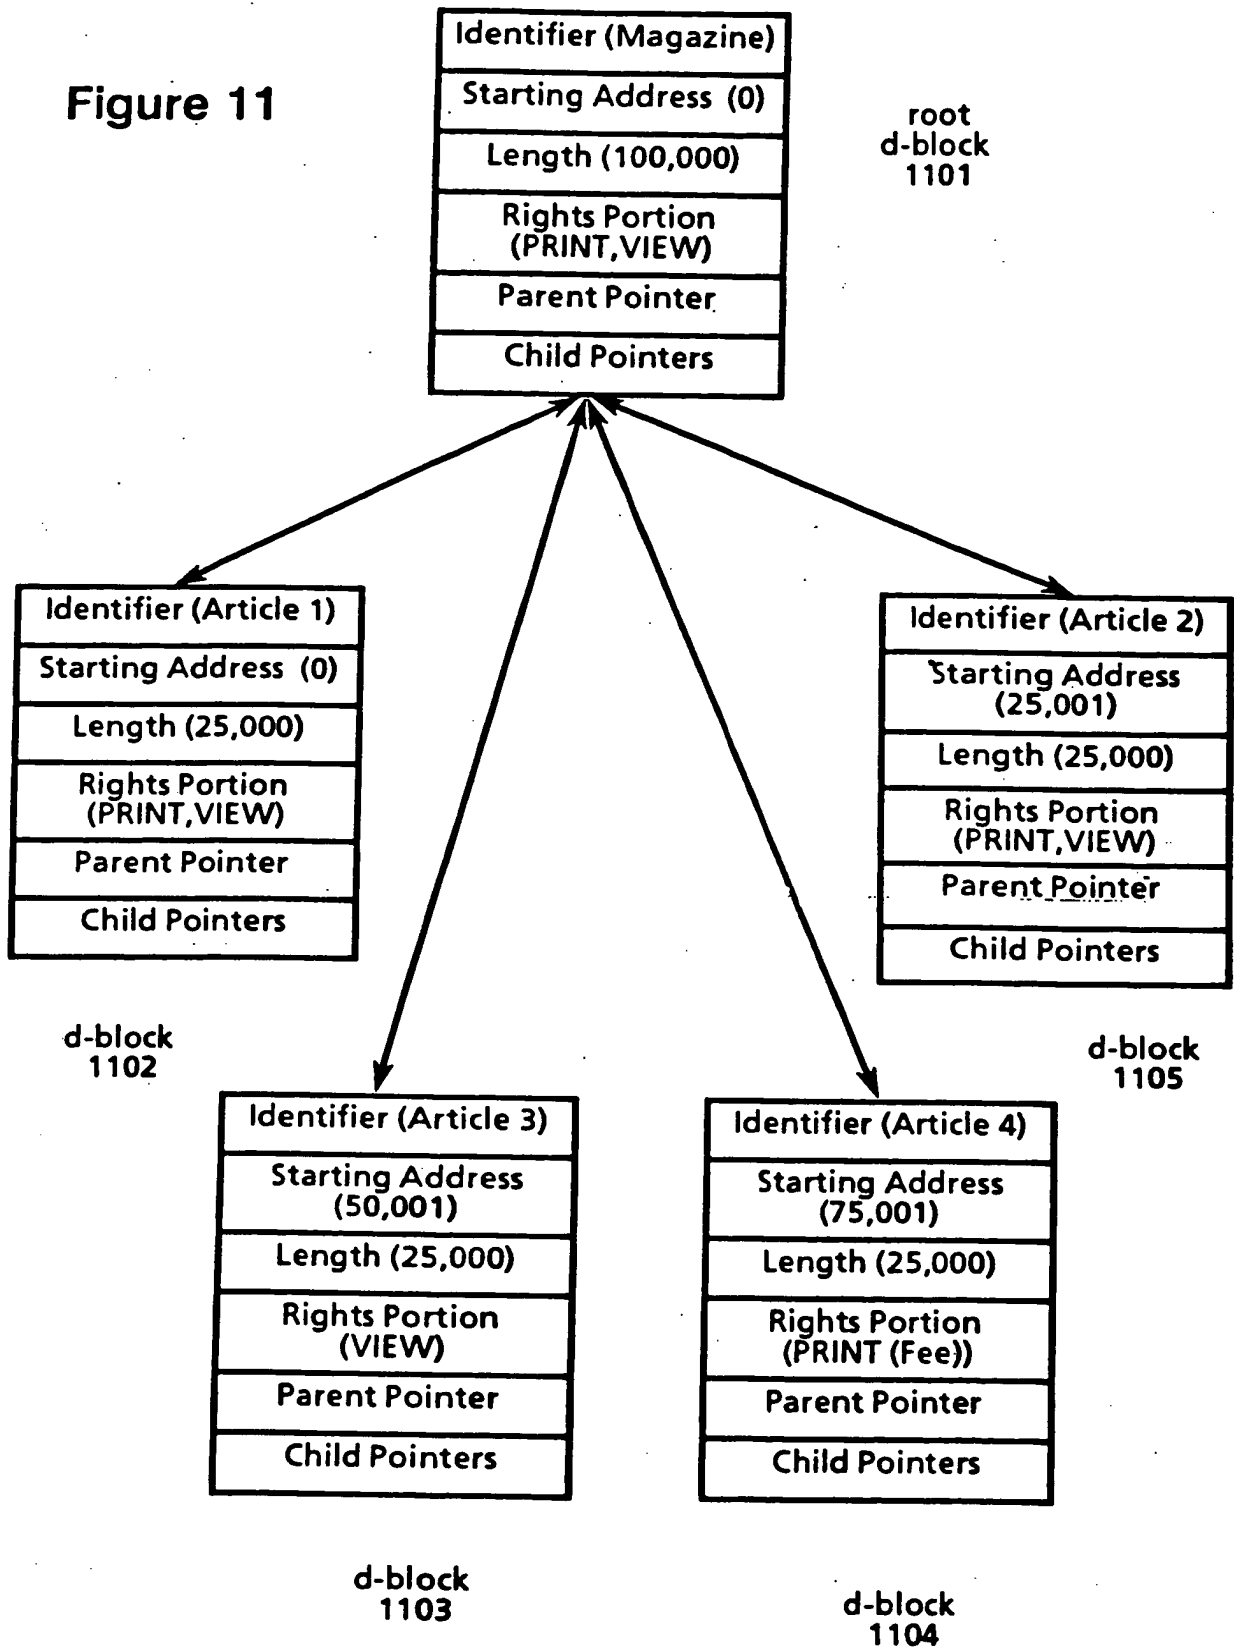 Figure 11
Identifier (Magazine)
Starting Address (0)
Length (100,000)
Rights Portion
(PRINT,VIEW)
Parent Pointer
Child Pointers
root
d-block
1101
Identifier (Article 1)
Starting Address (0)
Length (25,000)
Rights Portion
(PRINT,VIEW)
Parent Pointer
Child Pointers
d-block
1102
Identifier (Article 2)
Starting Address
(25,001)
Length (25,000)
Rights Portion
(PRINT,VIEW)
Parent Pointer
Child Pointers
d-block
1105
Identifier (Article 3)
Starting Address
(50,001)
Length (25,000)
Rights Portion
(VIEW)
Parent Pointer
Child Pointers
d-block
1103
Identifier (Article 4)
Starting Address
(75,001)
Length (25,000)
Rights Portion
(PRINT (Fee))
Parent Pointer
Child Pointers
d-block
1104